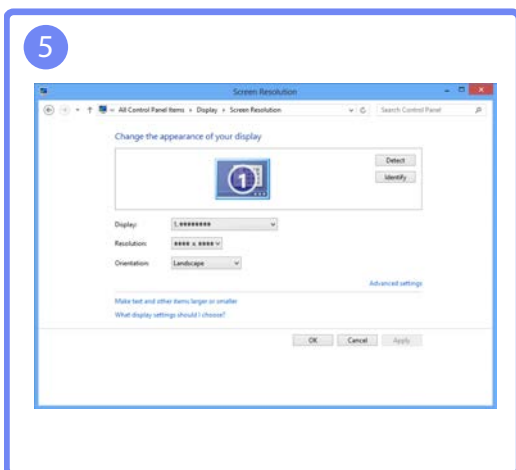 5
Screen Resolution
All Control Panel Items Display Screen Resolution Search Control Panel
Change the appearance of your display
1
Detect
Identify
Display: 1.********
Resolution: **** x ****
Orientation: Landscape
Advanced settings
Make text and other items larger or smaller
What display settings should I choose?
OK Cancel Apply